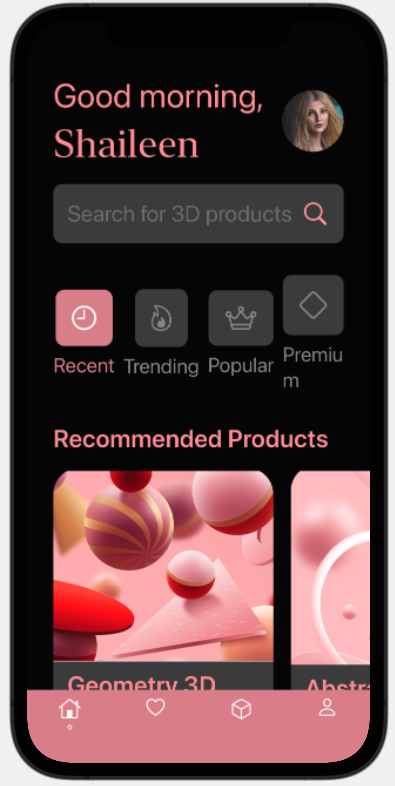 Good morning,
Shaileen
Search for 3D products
Recent Trending Popular Premiu
m
Recommended Products
Geometry 3D
Abstra